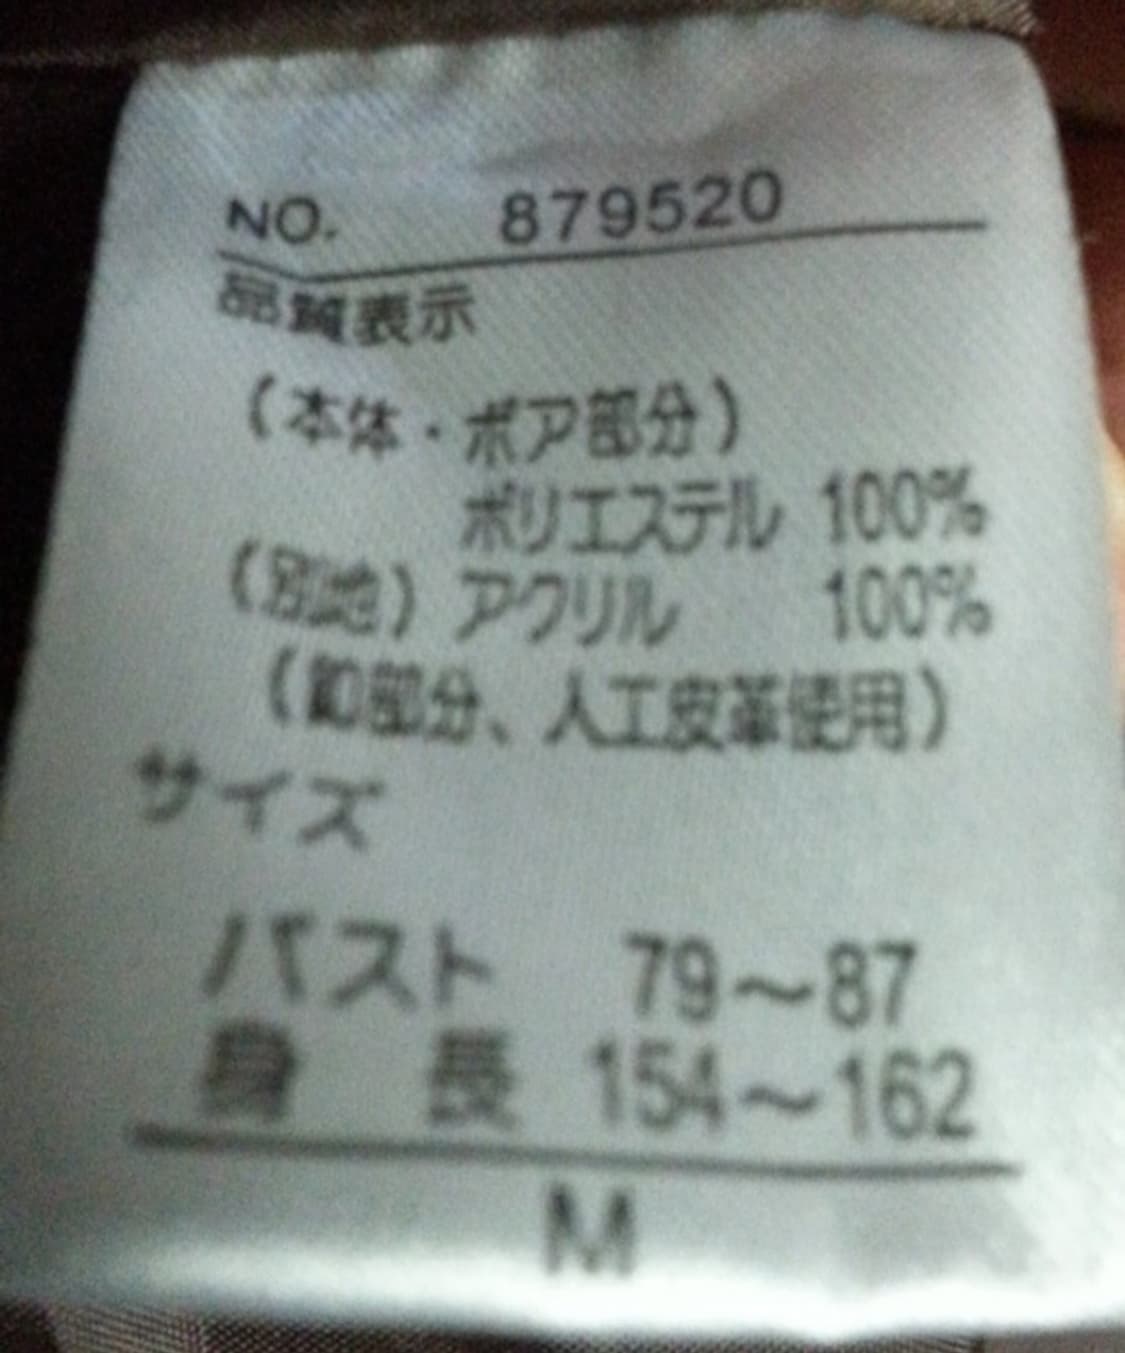 NO. 879520
品質表示
(本体・ボア部分)
ポリエステル 100%
(別地) アクリル 100%
(釦部分、人工皮革使用)
サイズ
バスト 79～87
身長 154～162
M